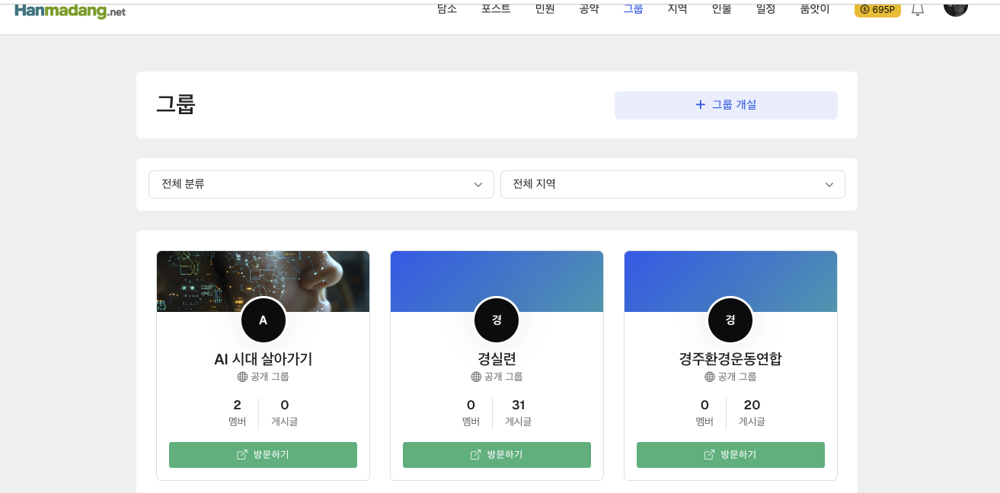 Hanmadang.net
담소 포스트 민원 공약 그룹 지역 인물 일정 품앗이 695P
그룹
+ 그룹 개설
전체 분류 전체 지역
A 경 경
AI 시대 살아가기 경실련 경주환경운동연합
공개 그룹 공개 그룹 공개 그룹
2 0 0 31 0 20
멤버 게시글 멤버 게시글 멤버 게시글
방문하기 방문하기 방문하기